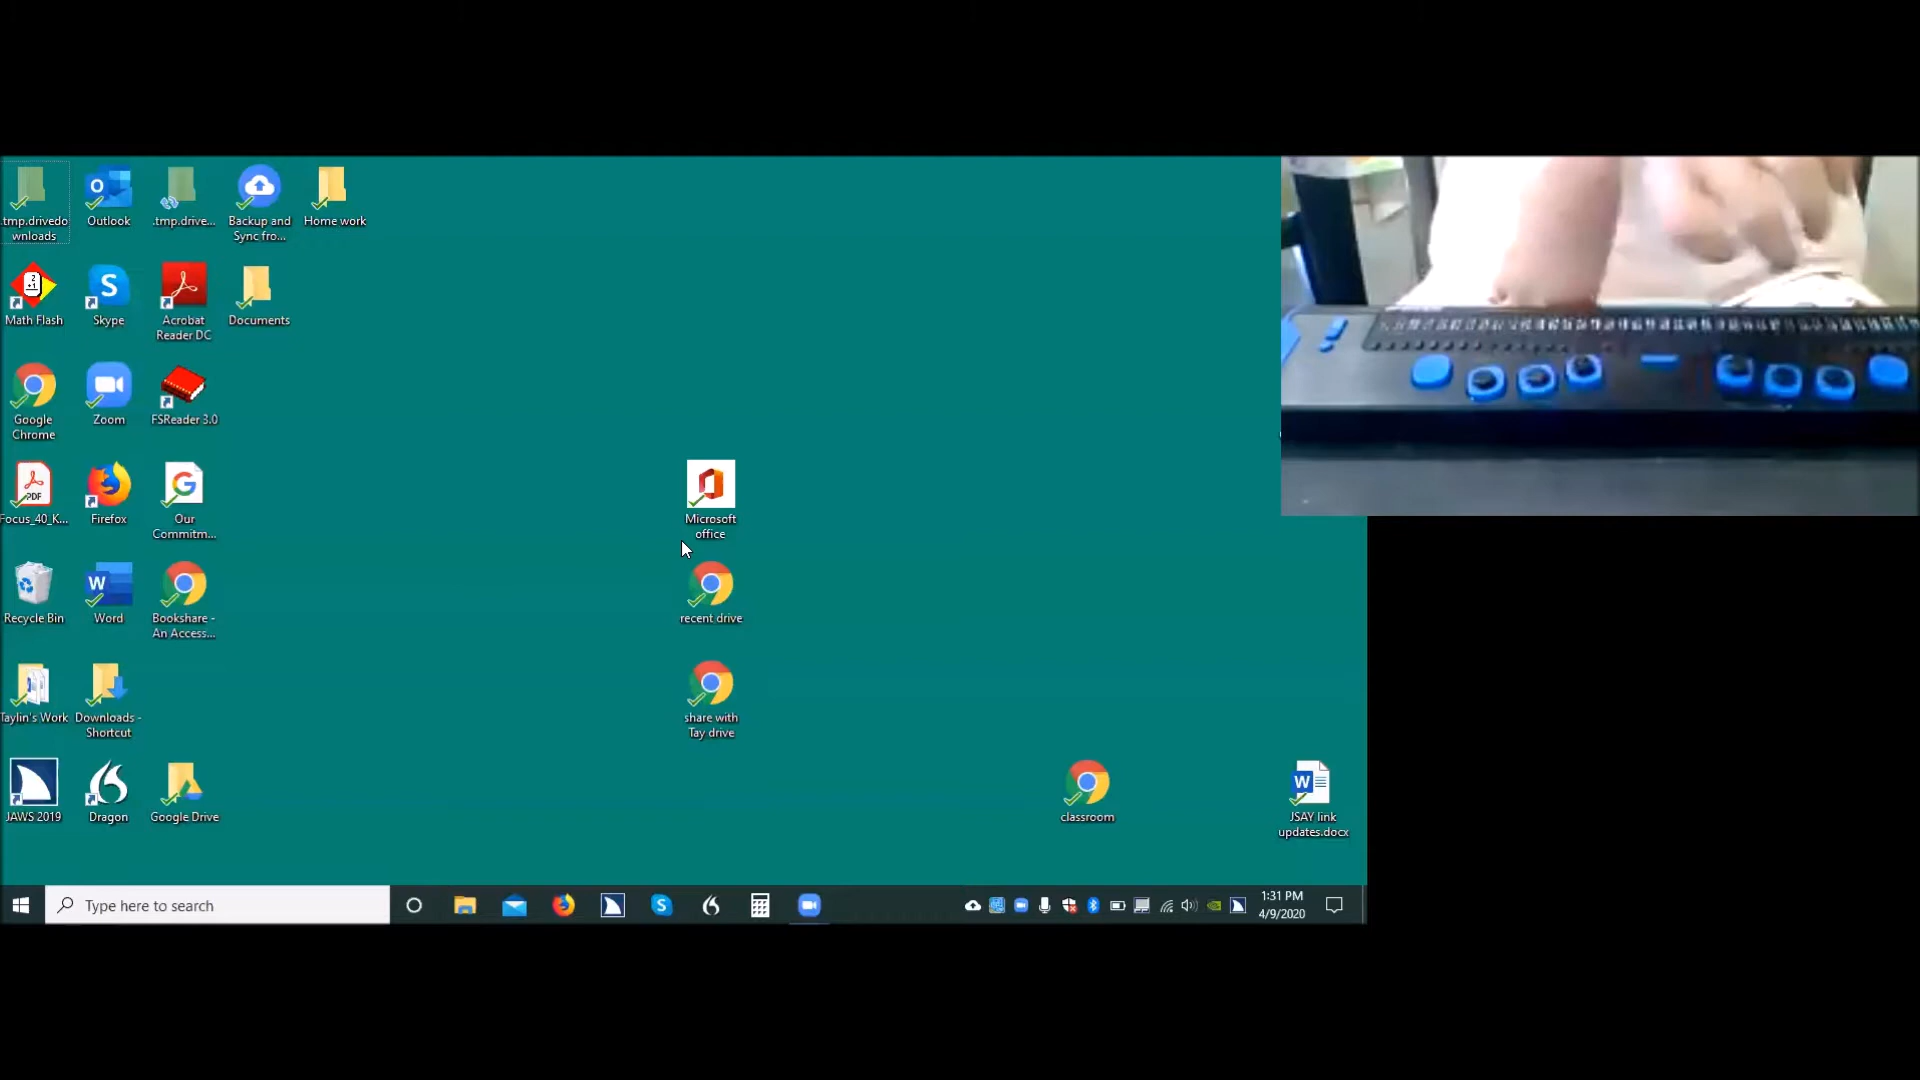 .tmp.drivedo
wnloads
Outlook
.tmp.drive...
Backup and
Sync fro...
Home work
Math Flash
Skype
Acrobat
Reader DC
Documents
Google
Chrome
Zoom
FSReader 3.0
PDF
Focus_40_K...
Firefox
Our
Commitm...
Microsoft
office
Recycle Bin
Word
Bookshare -
An Access...
recent drive
Taylin's Work
Downloads -
Shortcut
share with
Tay drive
JAWS 2019
Dragon
Google Drive
classroom
JSAY link
updates.docx
Type here to search
1:31 PM
4/9/2020